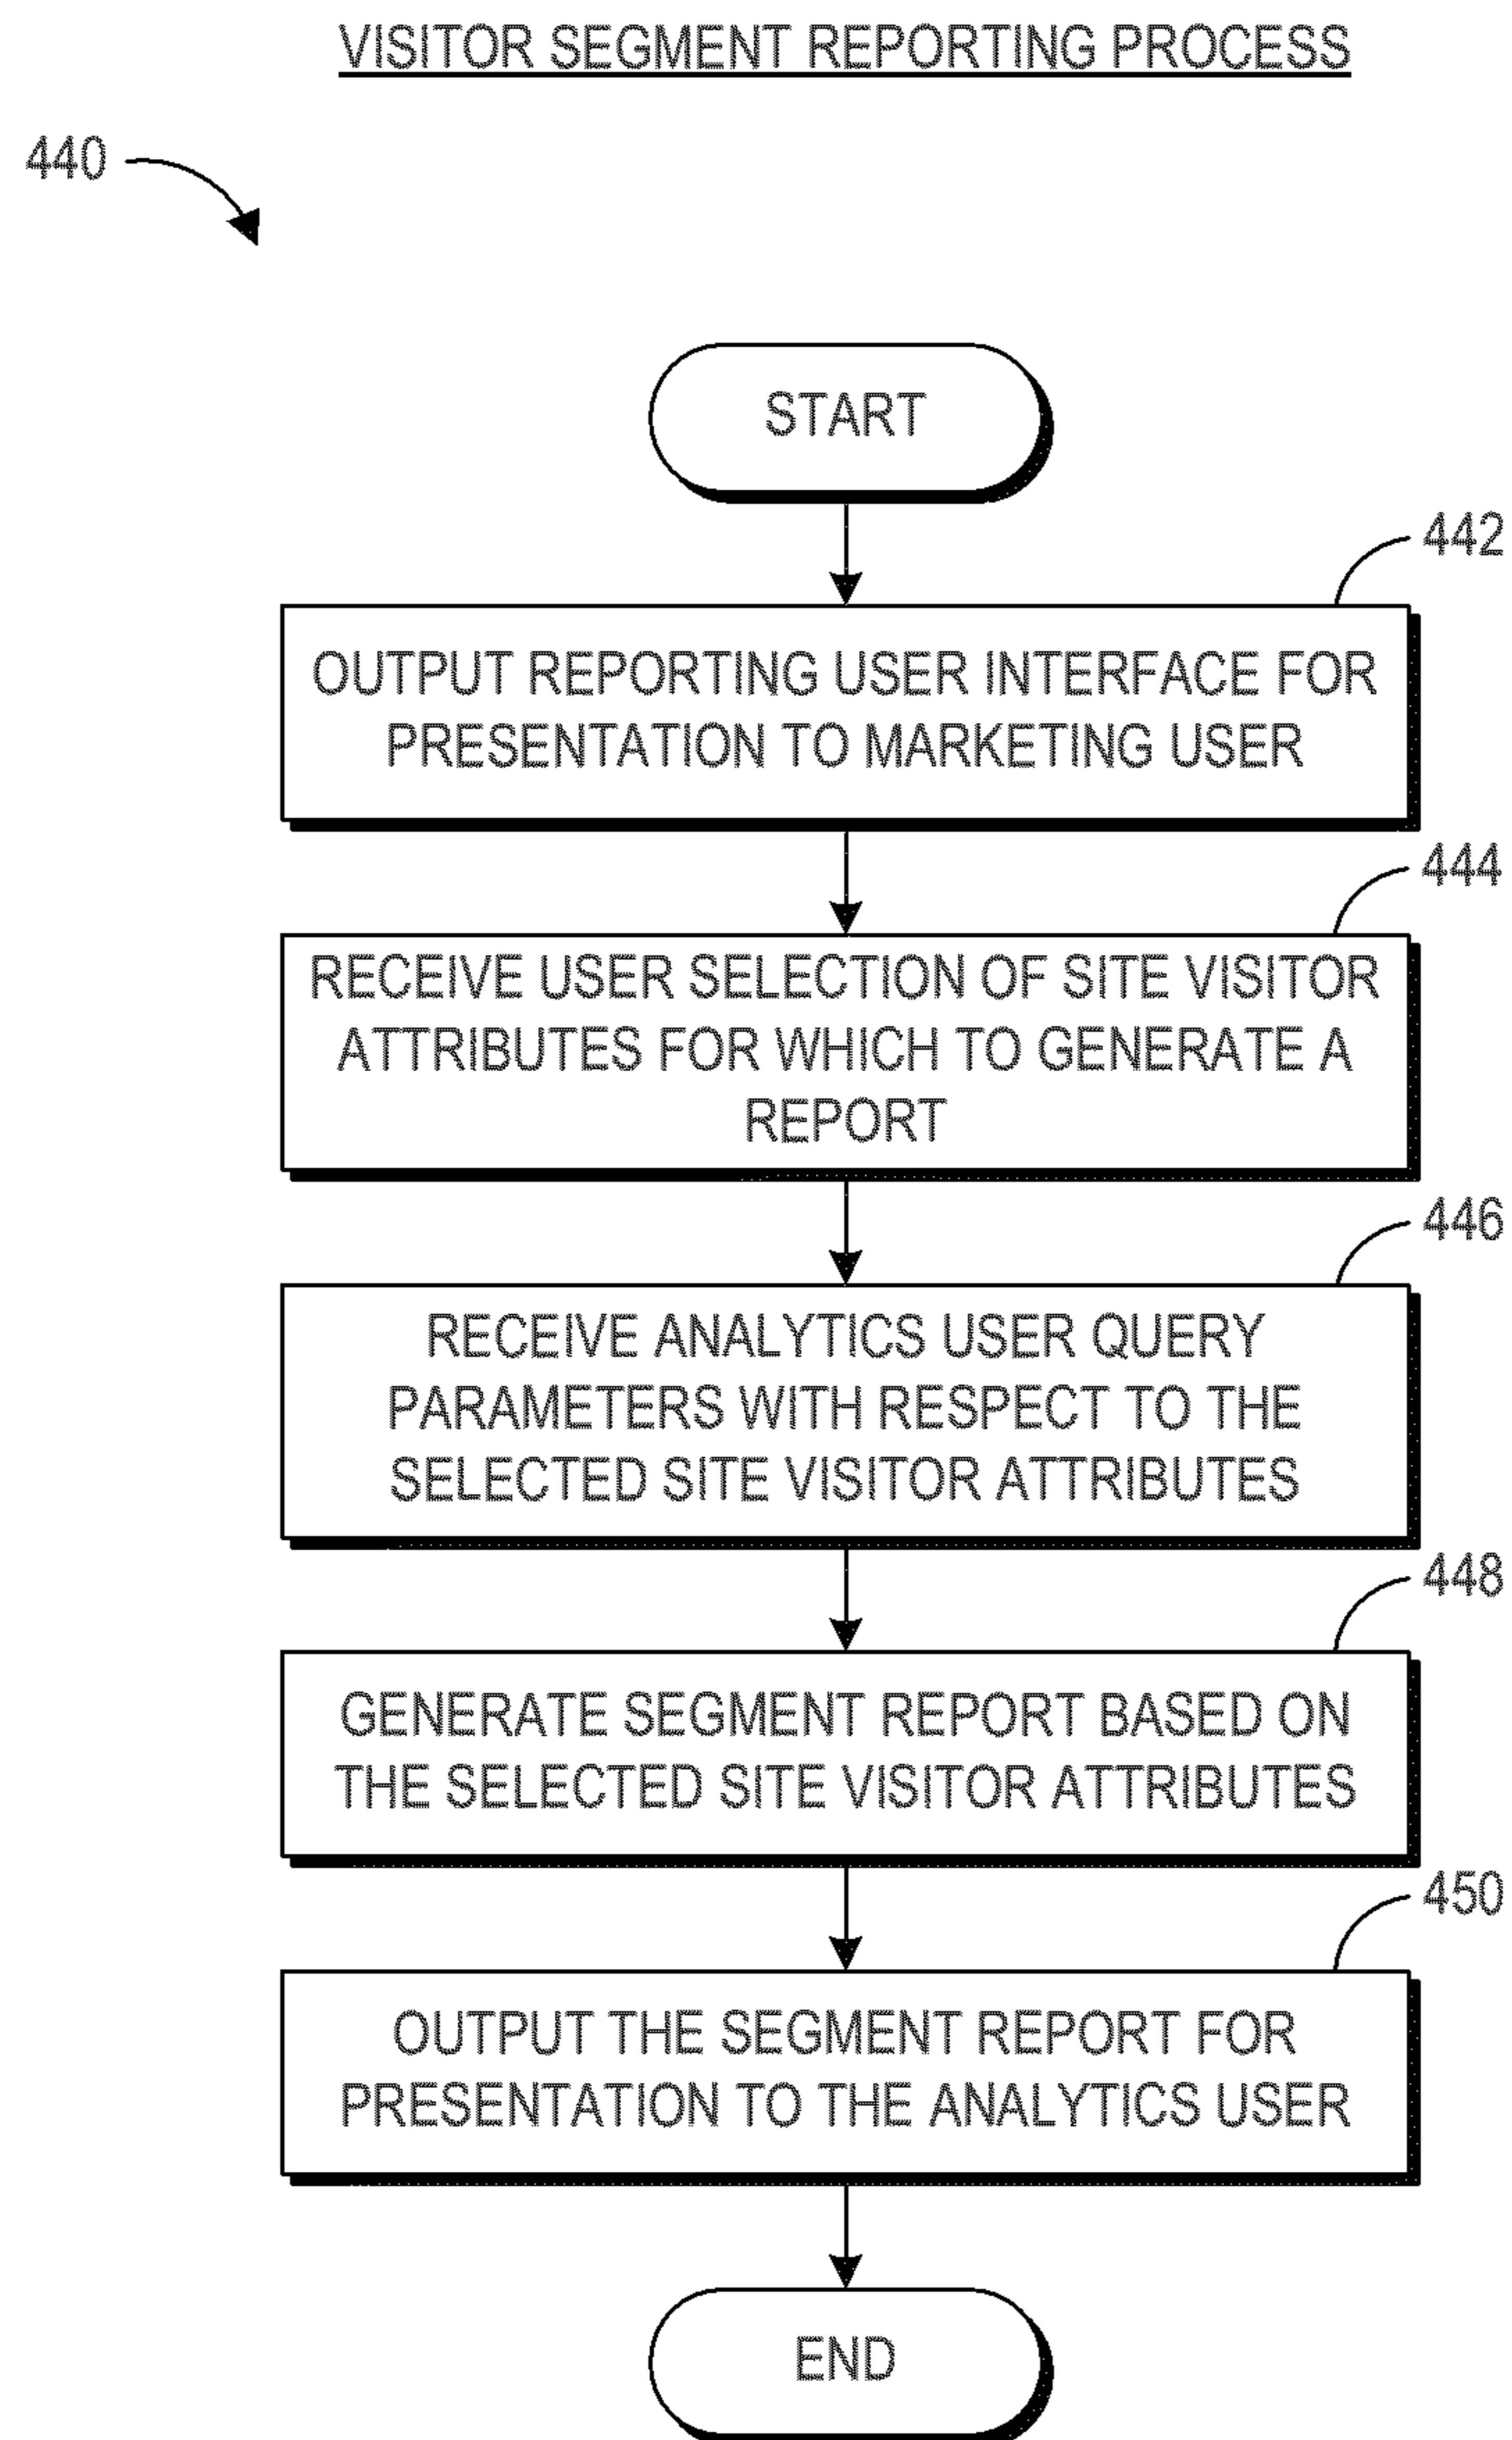 VISITOR SEGMENT REPORTING PROCESS
440
START
442
OUTPUT REPORTING USER INTERFACE FOR
PRESENTATION TO MARKETING USER
444
RECEIVE USER SELECTION OF SITE VISITOR
ATTRIBUTES FOR WHICH TO GENERATE A
REPORT
446
RECEIVE ANALYTICS USER QUERY
PARAMETERS WITH RESPECT TO THE
SELECTED SITE VISITOR ATTRIBUTES
448
GENERATE SEGMENT REPORT BASED ON
THE SELECTED SITE VISITOR ATTRIBUTES
450
OUTPUT THE SEGMENT REPORT FOR
PRESENTATION TO THE ANALYTICS USER
END